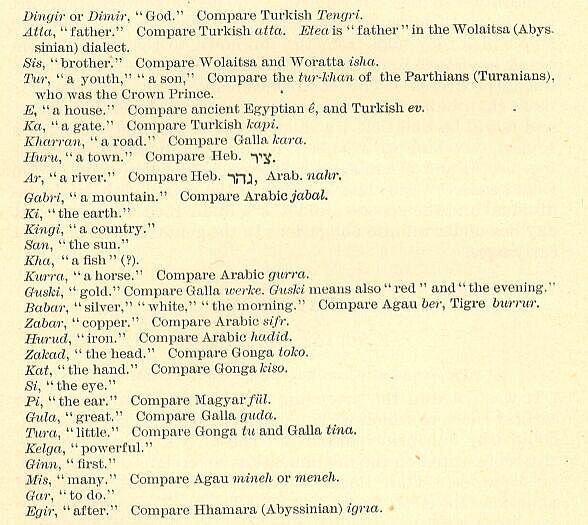 Dingir or Dimir, "God." Compare Turkish Tengri.
Atta, "father." Compare Turkish atta. Etea is "father" in the Wolaitsa (Abys-
sinian) dialect.
Sis, "brother." Compare Wolaitsa and Woratta isha.
Tur, "a youth," "a son," Compare the tur-khan of the Parthians (Turanians),
who was the Crown Prince.
E, "a house." Compare ancient Egyptian ê, and Turkish ev.
Ka, "a gate." Compare Turkish kapi.
Kharran, "a road." Compare Galla kara.
Huru, "a town." Compare Heb. ציר.
Ar, "a river." Compare Heb. נהר, Arab. nahr.
Gabri, "a mountain." Compare Arabic jabal.
Ki, "the earth."
Kingi, "a country."
San, "the sun."
Kha, "a fish" (?).
Kurra, "a horse." Compare Arabic gurra.
Guski, "gold." Compare Galla werke. Guski means also "red" and "the evening."
Babar, "silver," "white," "the morning." Compare Agau ber, Tigre burrur.
Zabar, "copper." Compare Arabic sifr.
Hurud, "iron." Compare Arabic hadid.
Zakad, "the head." Compare Gonga toko.
Kat, "the hand." Compare Gonga kiso.
Si, "the eye."
Pi, "the ear." Compare Magyar fül.
Gula, "great." Compare Galla guda.
Tura, "little." Compare Gonga tu and Galla tina.
Kelga, "powerful."
Ginn, "first."
Mis, "many." Compare Agau mineh or meneh.
Gar, "to do."
Egir, "after." Compare Hhamara (Abyssinian) igria.